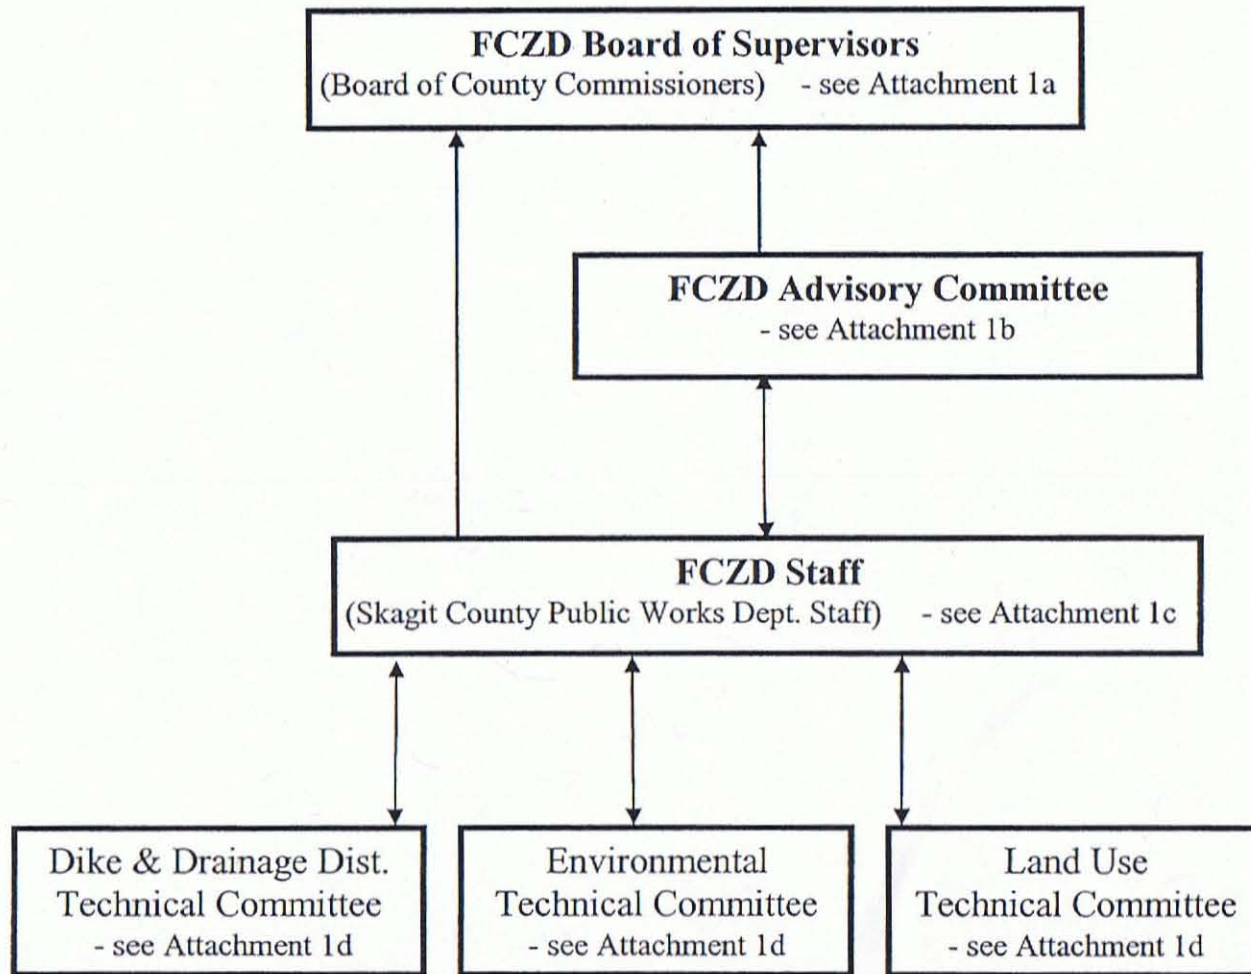 FCZD Board of Supervisors
(Board of County Commissioners) - see Attachment 1a
FCZD Advisory Committee
- see Attachment 1b
FCZD Staff
(Skagit County Public Works Dept. Staff) - see Attachment 1c
Dike & Drainage Dist.
Technical Committee
- see Attachment 1d
Environmental
Technical Committee
- see Attachment 1d
Land Use
Technical Committee
- see Attachment 1d